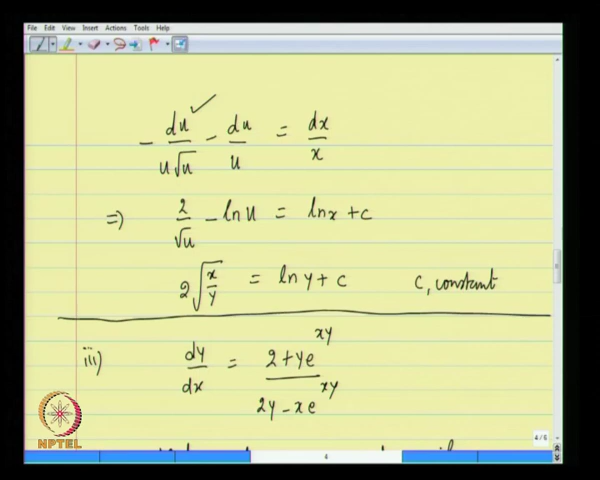 File Edit View Insert Actions Tools Help
- du/(u√u) - du/u = dx/x
=) 2/√u - ln u = ln x + c
2√(x/y) = ln y + c    c, constant
iii) dy/dx = (2 + ye^{xy})/(2y - xe^{xy})
NPTEL
4/6
4